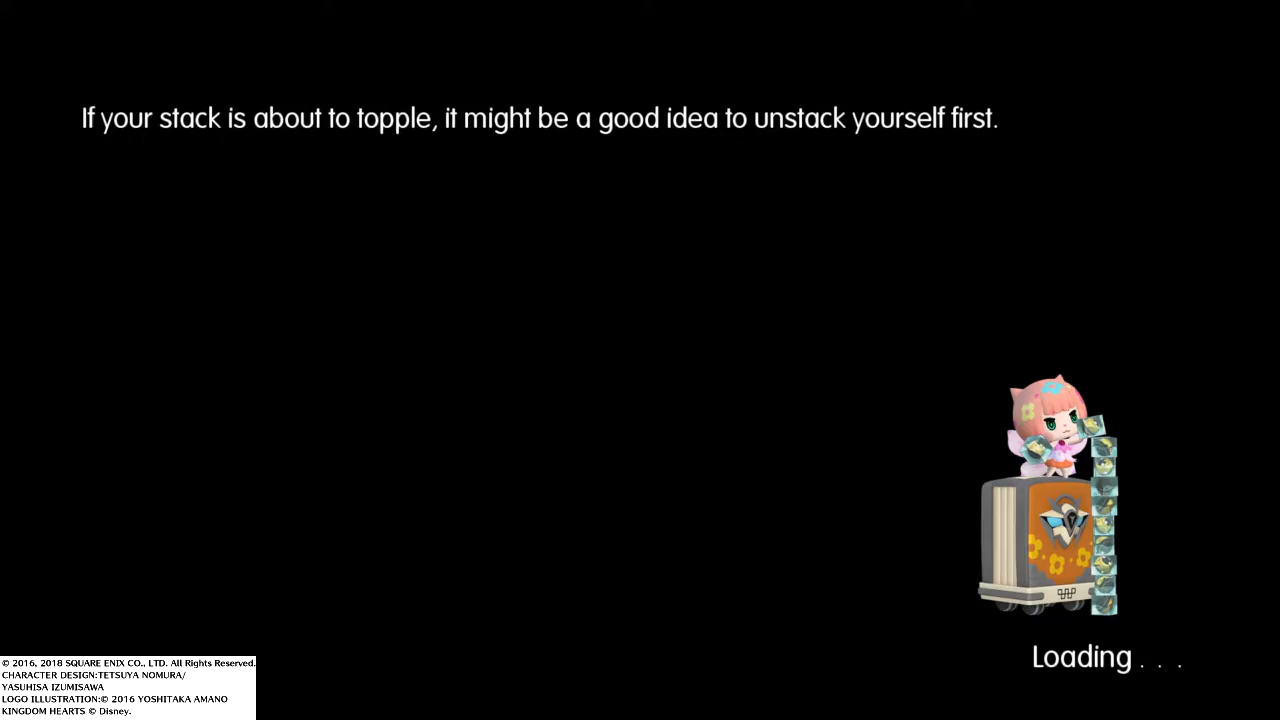 If your stack is about to topple, it might be a good idea to unstack yourself first.
Loading . . .
© 2016, 2018 SQUARE ENIX CO., LTD. All Rights Reserved.
CHARACTER DESIGN:TETSUYA NOMURA/
YASUHISA IZUMISAWA
LOGO ILLUSTRATION:© 2016 YOSHITAKA AMANO
KINGDOM HEARTS © Disney.